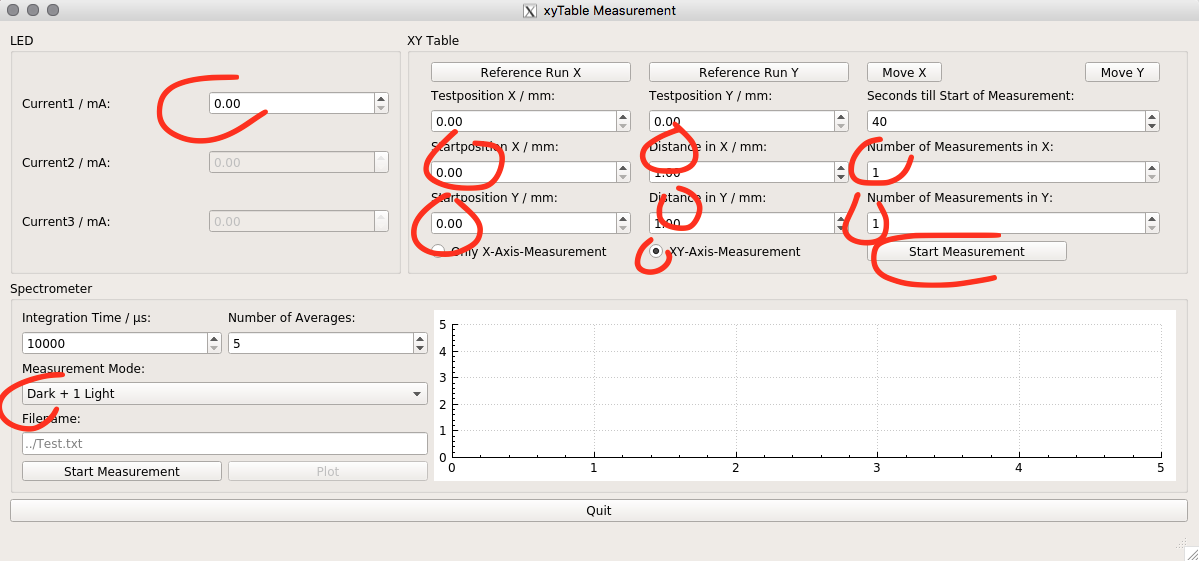 xyTable Measurement
LED
XY Table
Reference Run X
Reference Run Y
Move X
Move Y
Testposition X / mm:
Testposition Y / mm:
Seconds till Start of Measurement:
Current1 / mA:
0.00
0.00
0.00
40
Startposition X / mm:
Distance in X / mm:
Number of Measurements in X:
Current2 / mA:
0.00
0.00
1.00
1
Startposition Y / mm:
Distance in Y / mm:
Number of Measurements in Y:
Current3 / mA:
0.00
0.00
1.00
1
Only X-Axis-Measurement
XY-Axis-Measurement
Start Measurement
Spectrometer
Integration Time / µs:
Number of Averages:
10000
5
Measurement Mode:
Dark + 1 Light
Filename:
../Test.txt
Start Measurement
Plot
5
4
3
2
1
0
0 1 2 3 4 5
Quit